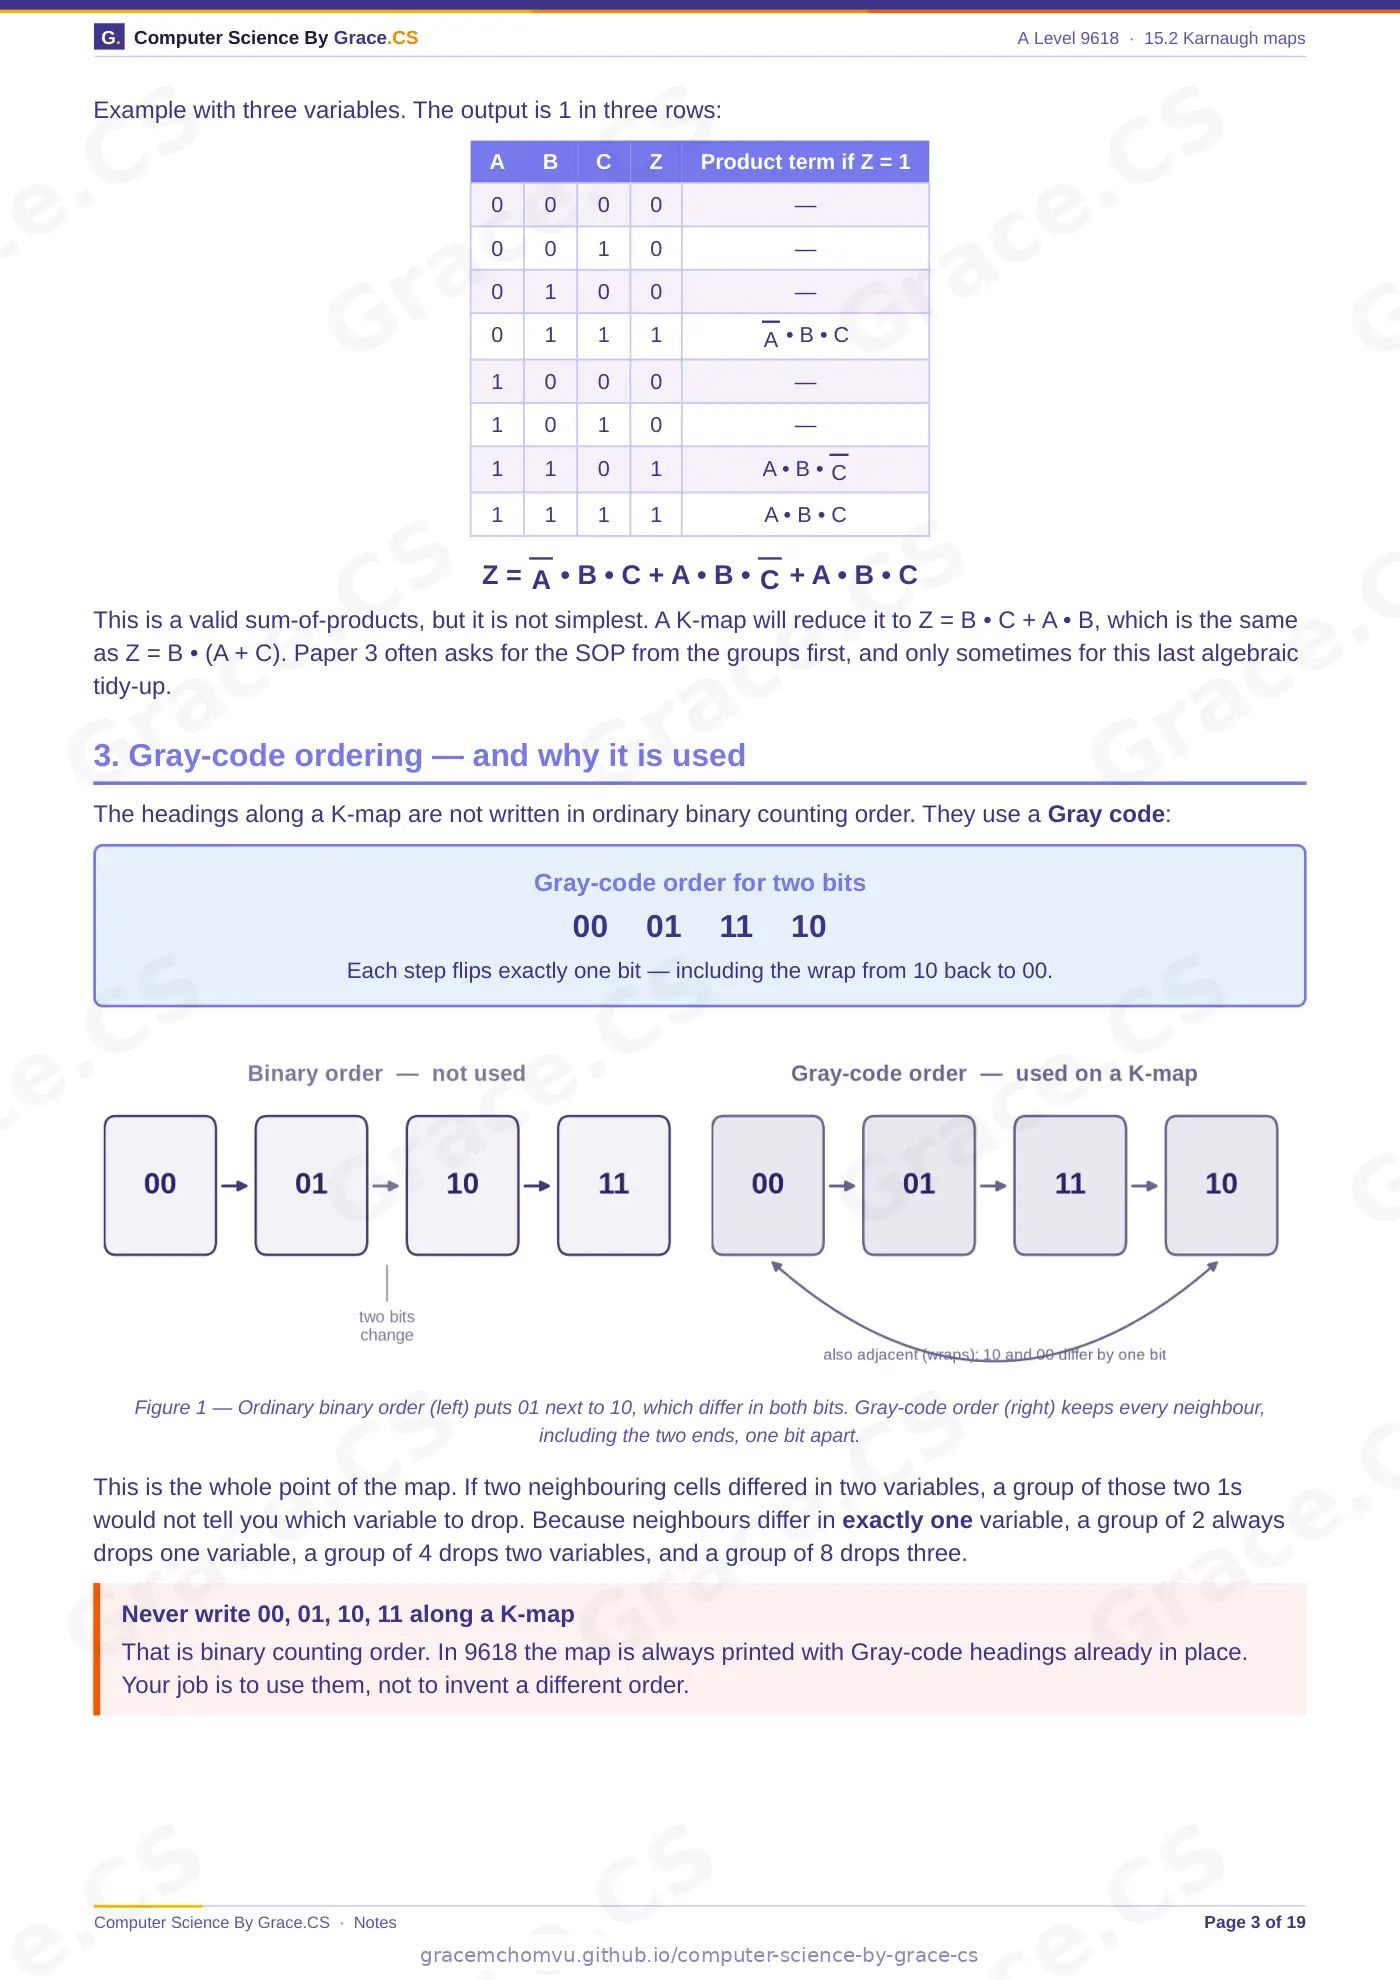 G. Computer Science By Grace.CS
A Level 9618 · 15.2 Karnaugh maps
Example with three variables. The output is 1 in three rows:
A B C Z Product term if Z = 1
0 0 0 0 —
0 0 1 0 —
0 1 0 0 —
0 1 1 1 A̅ • B • C
1 0 0 0 —
1 0 1 0 —
1 1 0 1 A • B • C̅
1 1 1 1 A • B • C
Z = A̅ • B • C + A • B • C̅ + A • B • C
This is a valid sum-of-products, but it is not simplest. A K-map will reduce it to Z = B • C + A • B, which is the same
as Z = B • (A + C). Paper 3 often asks for the SOP from the groups first, and only sometimes for this last algebraic
tidy-up.
3. Gray-code ordering — and why it is used
The headings along a K-map are not written in ordinary binary counting order. They use a Gray code:
Gray-code order for two bits
00 01 11 10
Each step flips exactly one bit — including the wrap from 10 back to 00.
Binary order — not used
00 01 10 11
two bits
change
Gray-code order — used on a K-map
00 01 11 10
also adjacent (wraps): 10 and 00 differ by one bit
Figure 1 — Ordinary binary order (left) puts 01 next to 10, which differ in both bits. Gray-code order (right) keeps every neighbour,
including the two ends, one bit apart.
This is the whole point of the map. If two neighbouring cells differed in two variables, a group of those two 1s
would not tell you which variable to drop. Because neighbours differ in exactly one variable, a group of 2 always
drops one variable, a group of 4 drops two variables, and a group of 8 drops three.
Never write 00, 01, 10, 11 along a K-map
That is binary counting order. In 9618 the map is always printed with Gray-code headings already in place.
Your job is to use them, not to invent a different order.
Computer Science By Grace.CS · Notes
Page 3 of 19
gracemchomvu.github.io/computer-science-by-grace-cs